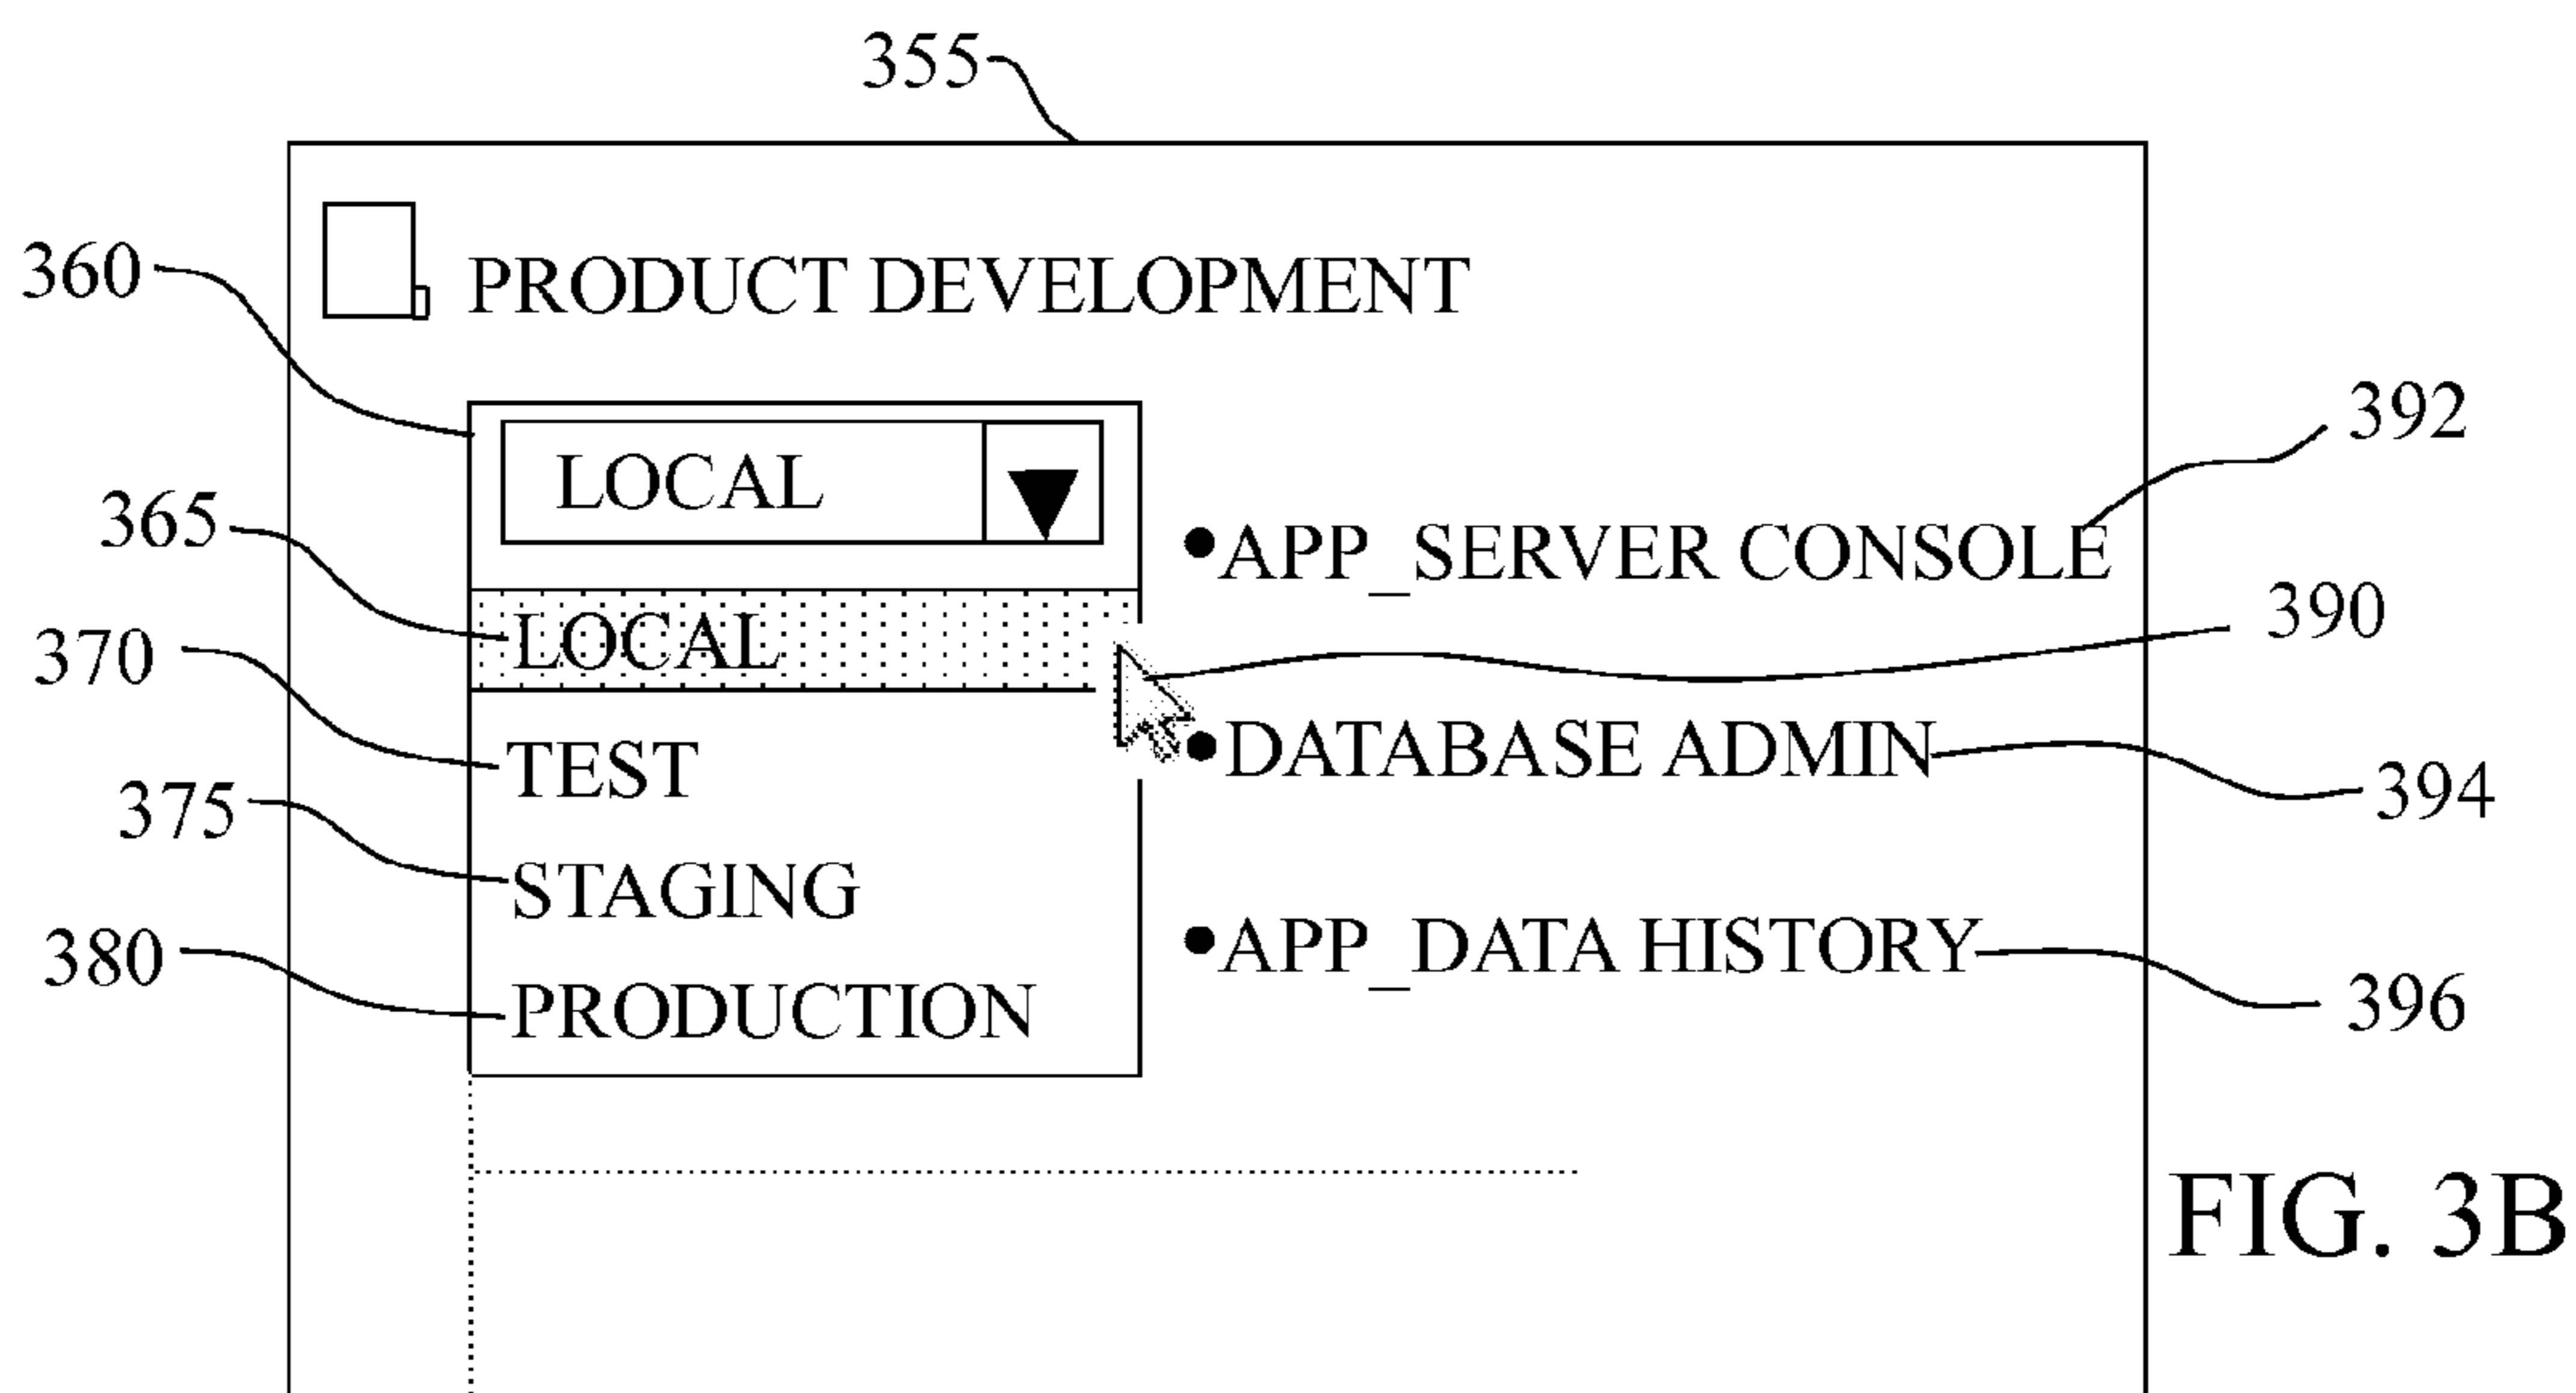 355
PRODUCT DEVELOPMENT
360
LOCAL
392
365
•APP_SERVER CONSOLE
LOCAL
390
370
TEST
•DATABASE ADMIN
394
375
STAGING
•APP_DATA HISTORY
380
PRODUCTION
396
FIG. 3B